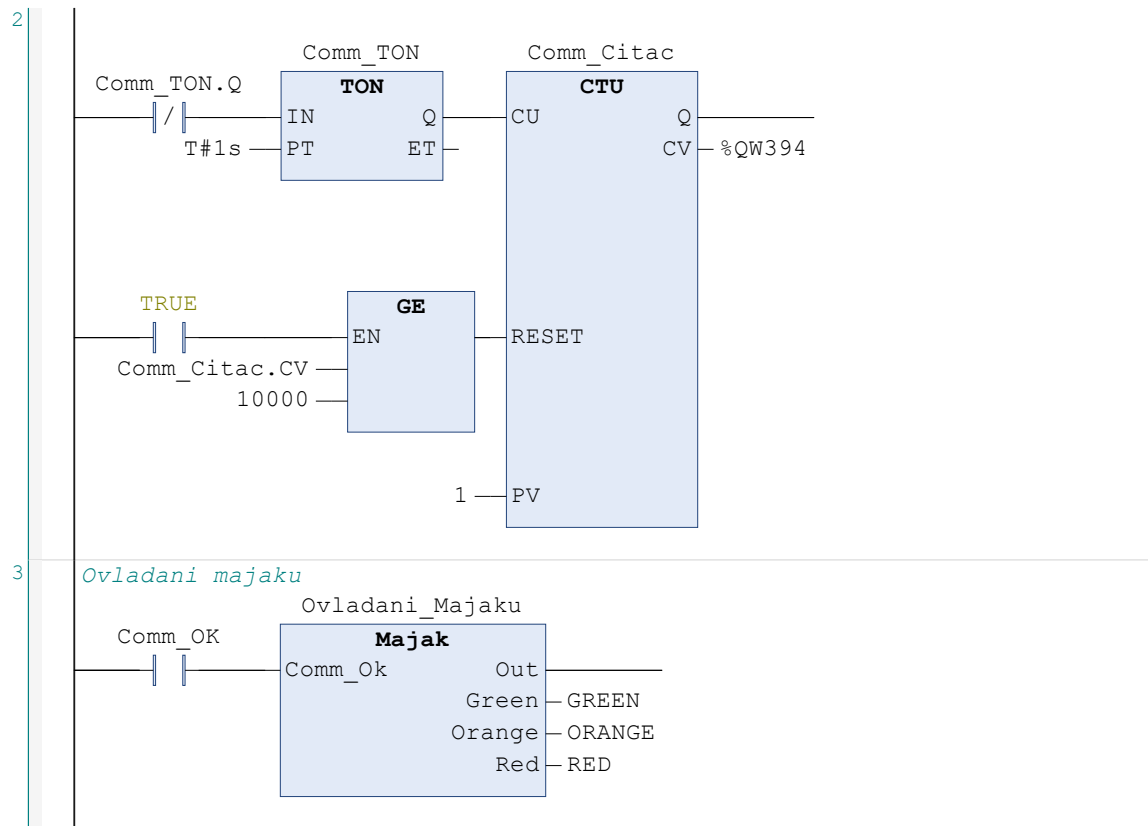 2
Comm_TON Comm_Citac
Comm_TON.Q TON CTU
/ IN Q CU Q
T#1s PT ET CV %QW394
TRUE GE
EN RESET
Comm_Citac.CV
10000
1 PV
3 Ovladani majaku
Ovladani_Majaku
Comm_OK Majak
Comm_Ok Out
Green GREEN
Orange ORANGE
Red RED